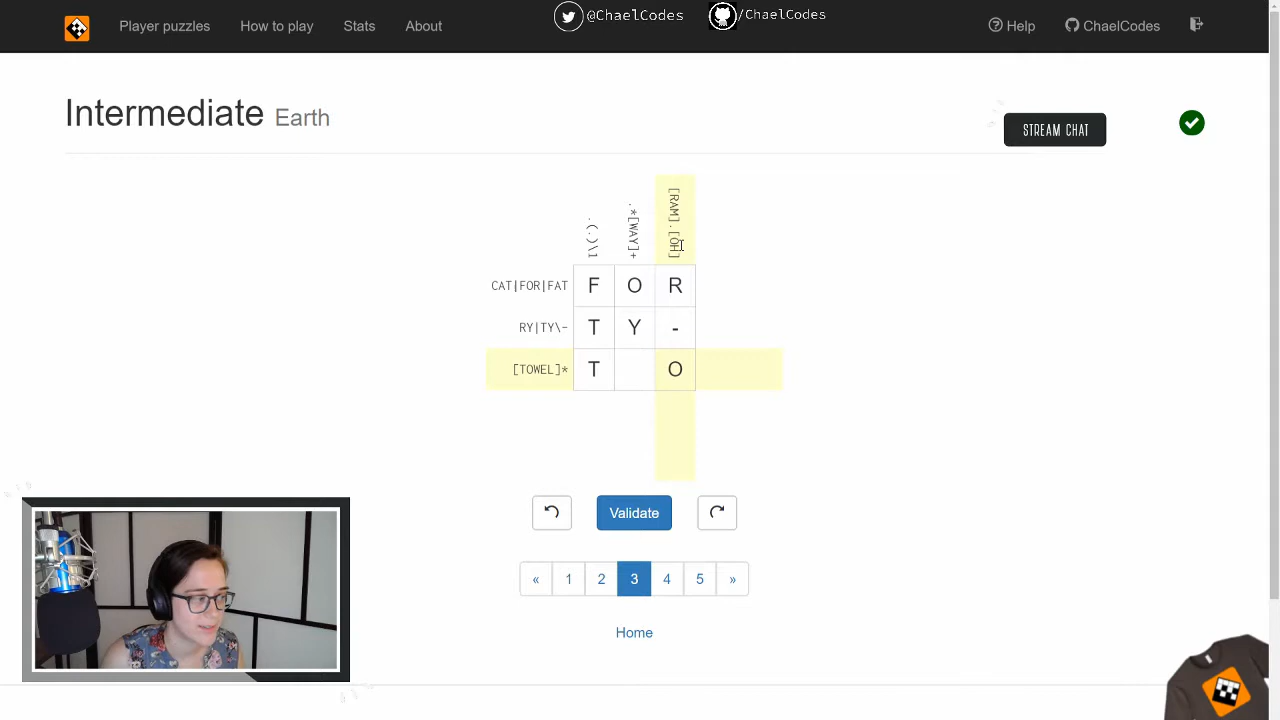 Player puzzles
How to play
Stats
About
@ChaelCodes
/ChaelCodes
Help
ChaelCodes
Intermediate Earth
STREAM CHAT
.(.)\1
.*[WAY]+
[RAM].[OH]
CAT|FOR|FAT
F O R
RY|TY\-
T Y -
[TOWEL]*
T O
Validate
« 1 2 3 4 5 »
Home